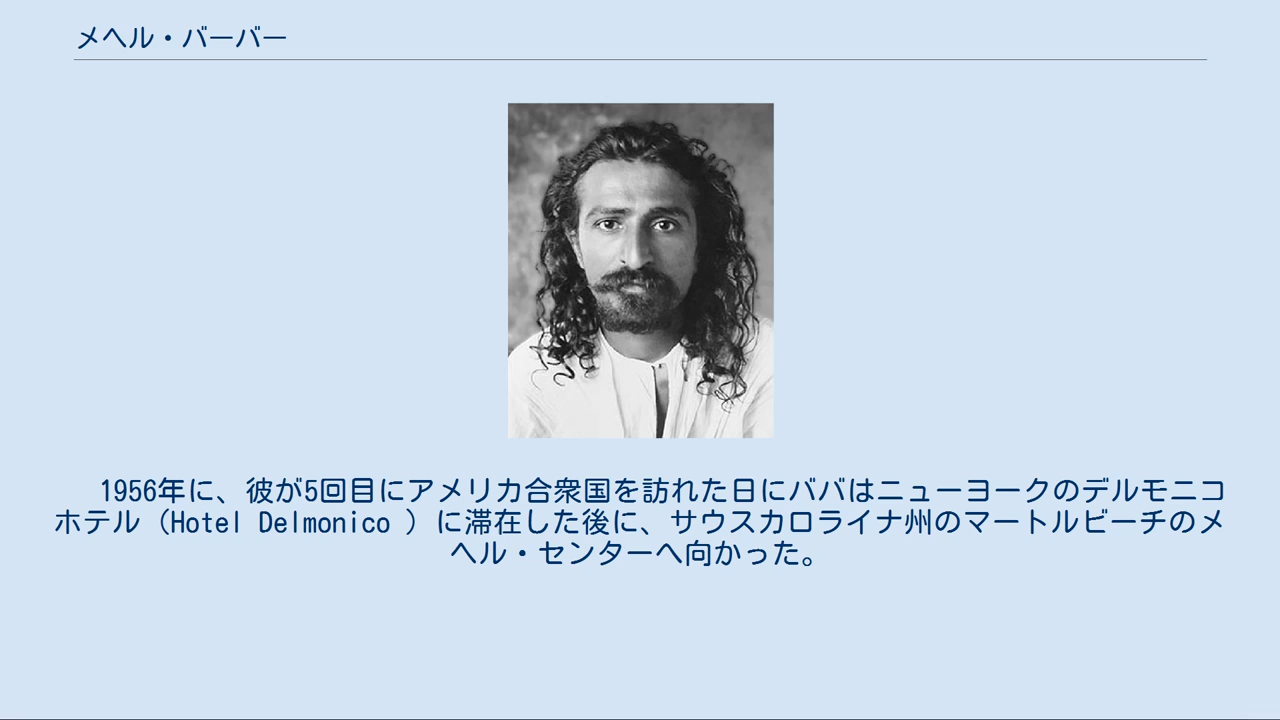 メヘル・バーバー
1956年に、彼が5回目にアメリカ合衆国を訪れた日にババはニューヨークのデルモニコ
ホテル（Hotel Delmonico ）に滞在した後に、サウスカロライナ州のマートルビーチのメ
ヘル・センターへ向かった。